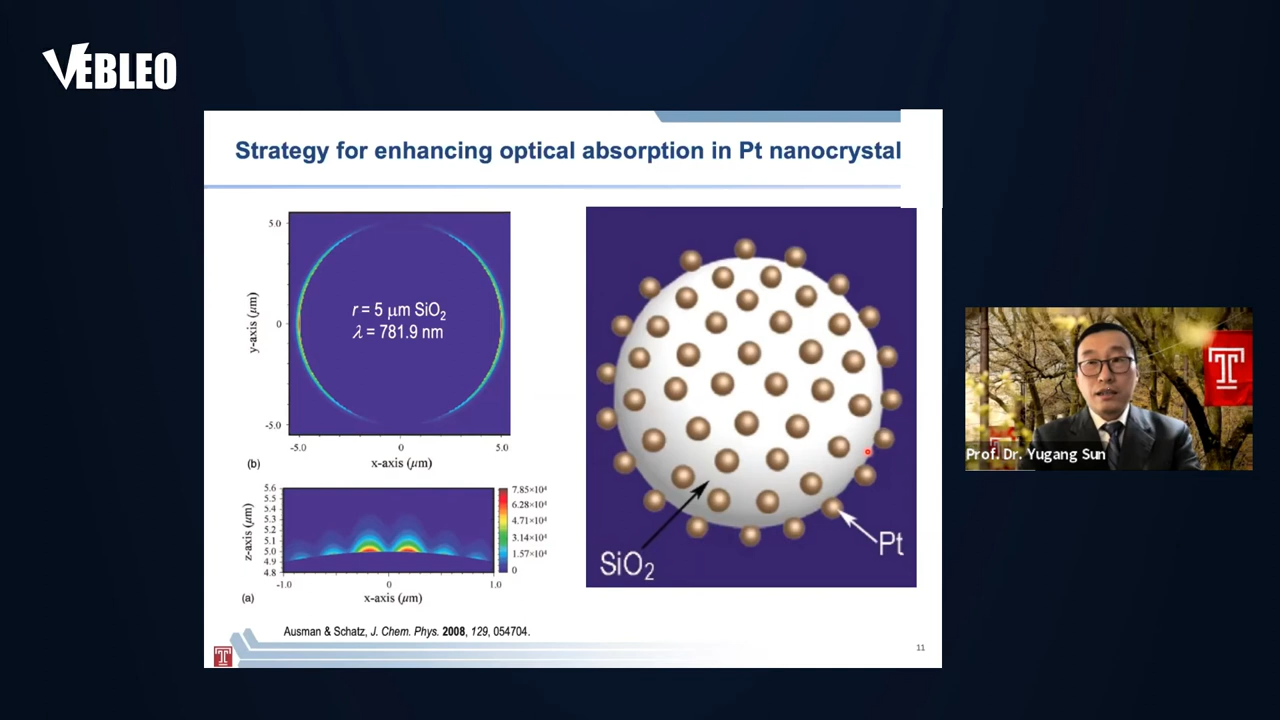 VEBLEO
Strategy for enhancing optical absorption in Pt nanocrystal
5.0
0
-5.0
y-axis (μm)
r = 5 μm SiO2
λ = 781.9 nm
-5.0 0 5.0
(b) x-axis (μm)
5.6
5.5
5.4
5.3
5.2
5.1
5.0
4.9
4.8
z-axis (μm)
7.85×10⁴
6.28×10⁴
4.71×10⁴
3.14×10⁴
1.57×10⁴
0
-1.0 0 1.0
(a) x-axis (μm)
SiO2
Pt
Ausman & Schatz, J. Chem. Phys. 2008, 129, 054704.
11
T
Prof. Dr. Yugang Sun